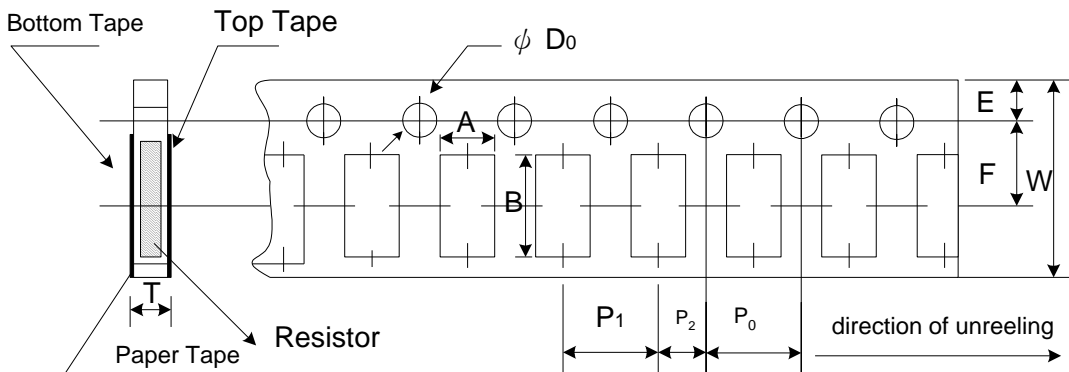 Bottom Tape
Top Tape
ψ D0
E
A
F
W
B
T
P1
P2
P0
direction of unreeling
Resistor
Paper Tape